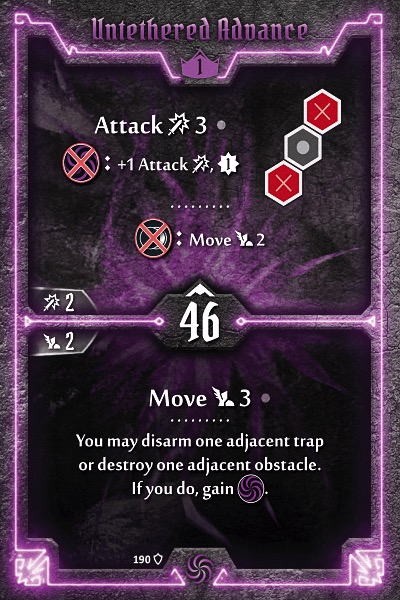 Untethered Advance
1
Attack 3
: +1 Attack , 1
: Move 2
2
46
2
Move 3
You may disarm one adjacent trap
or destroy one adjacent obstacle.
If you do, gain .
190